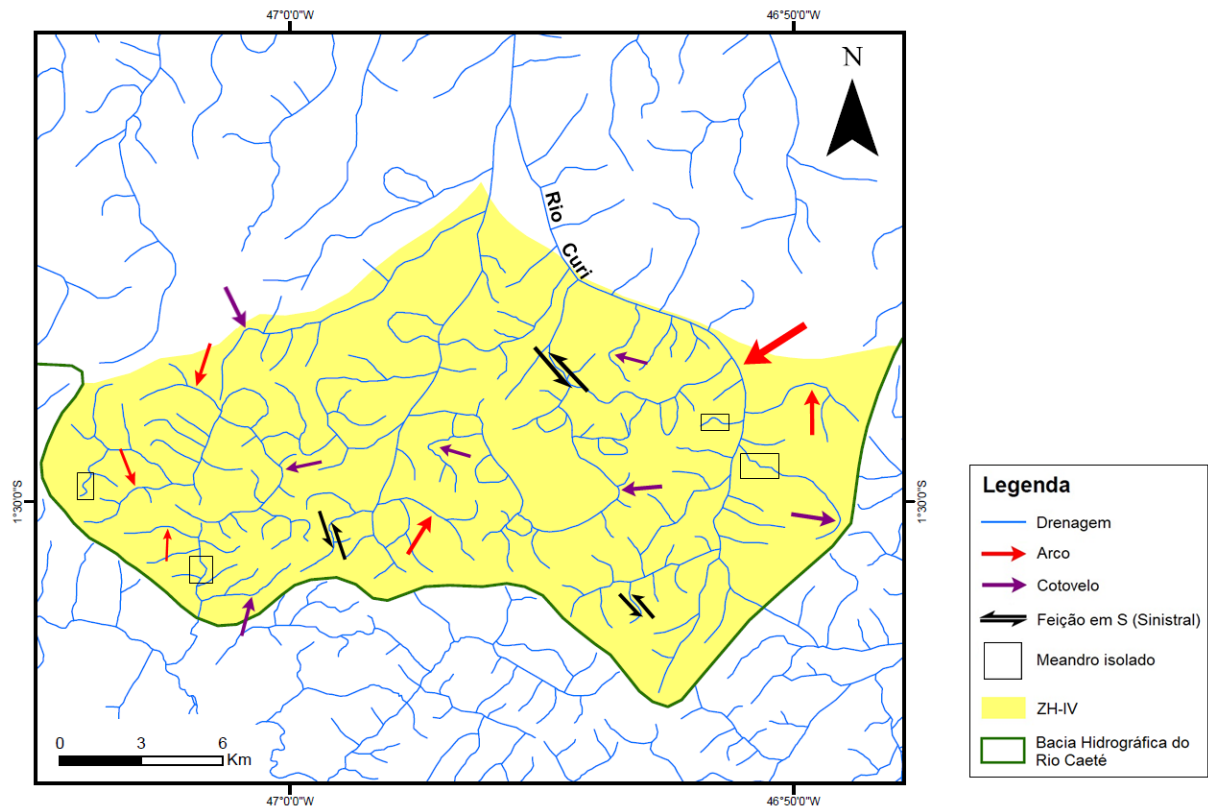 47°0'0"W
46°50'0"W
N
Rio
Curi
1°30'0"S
1°30'0"S
0 3 6
Km
47°0'0"W
46°50'0"W
Legenda
Drenagem
Arco
Cotovelo
Feição em S (Sinistral)
Meandro isolado
ZH-IV
Bacia Hidrográfica do
Rio Caeté